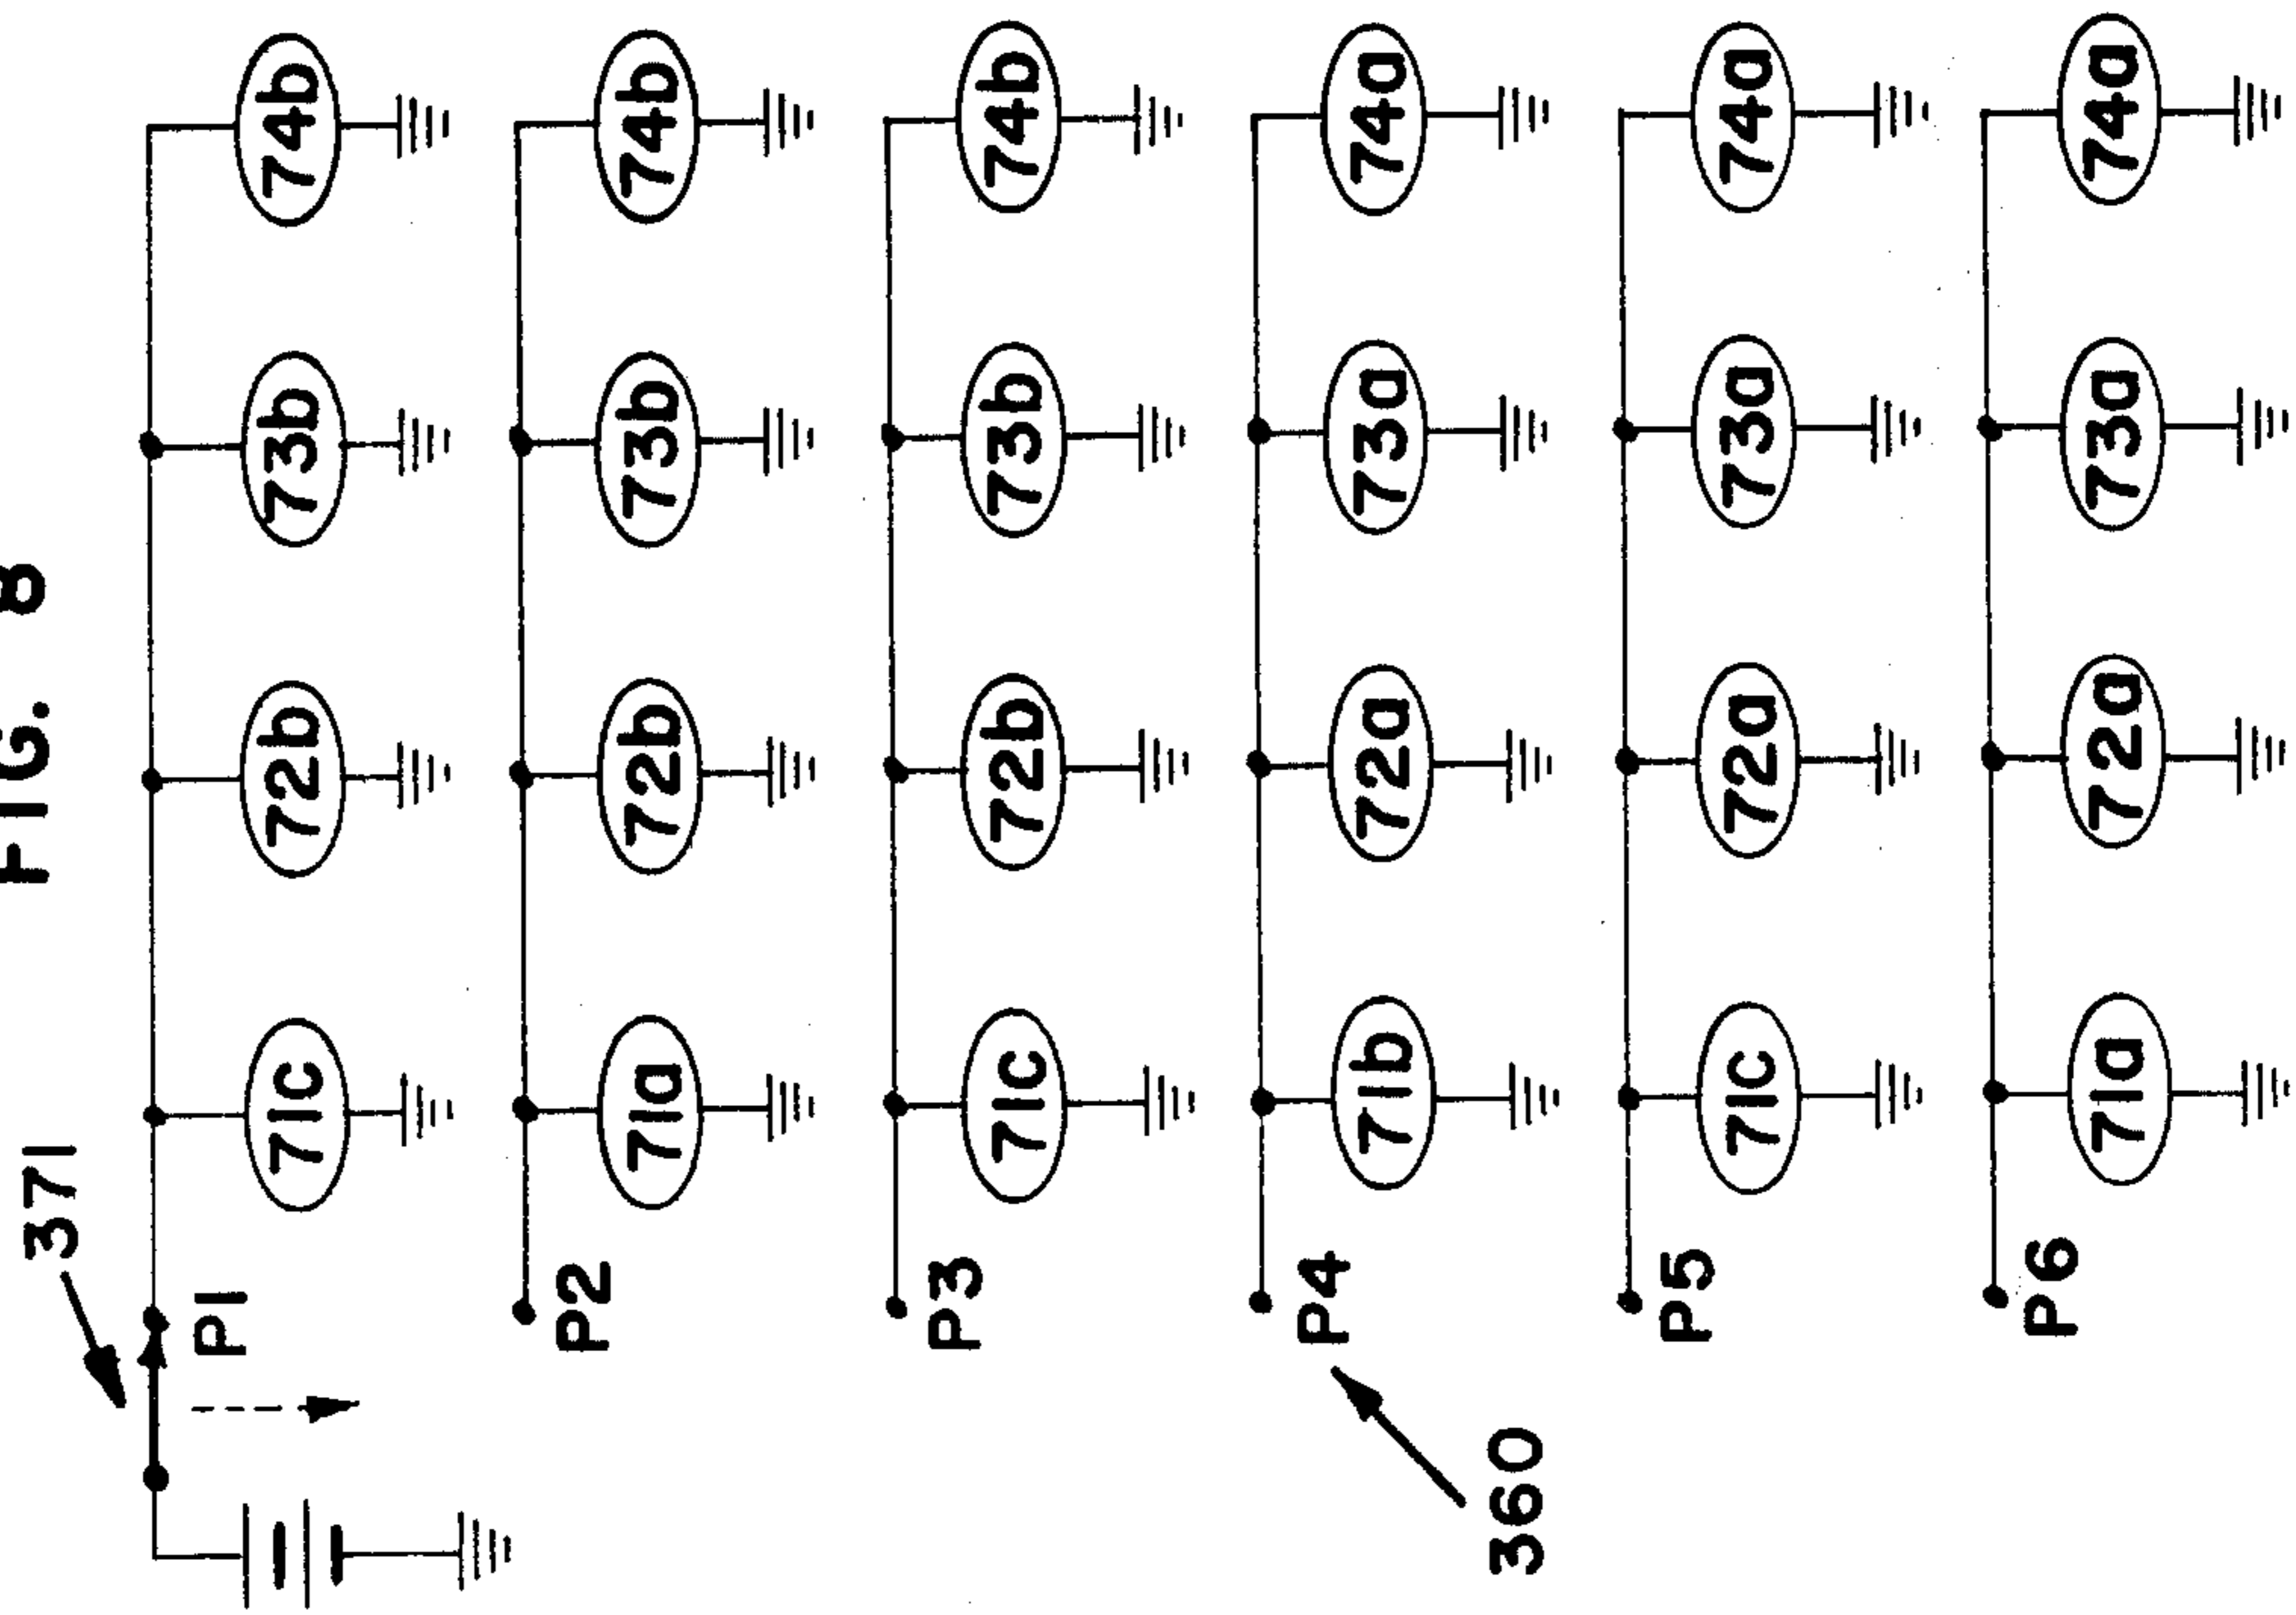 FIG. 8
371
P1
71c 72b 73b 74b
P2
71a 72b 73b 74b
P3
71c 72b 73b 74b
P4
71b 72a 73a 74a
360
P5
71c 72a 73a 74a
P6
71a 72a 73a 74a